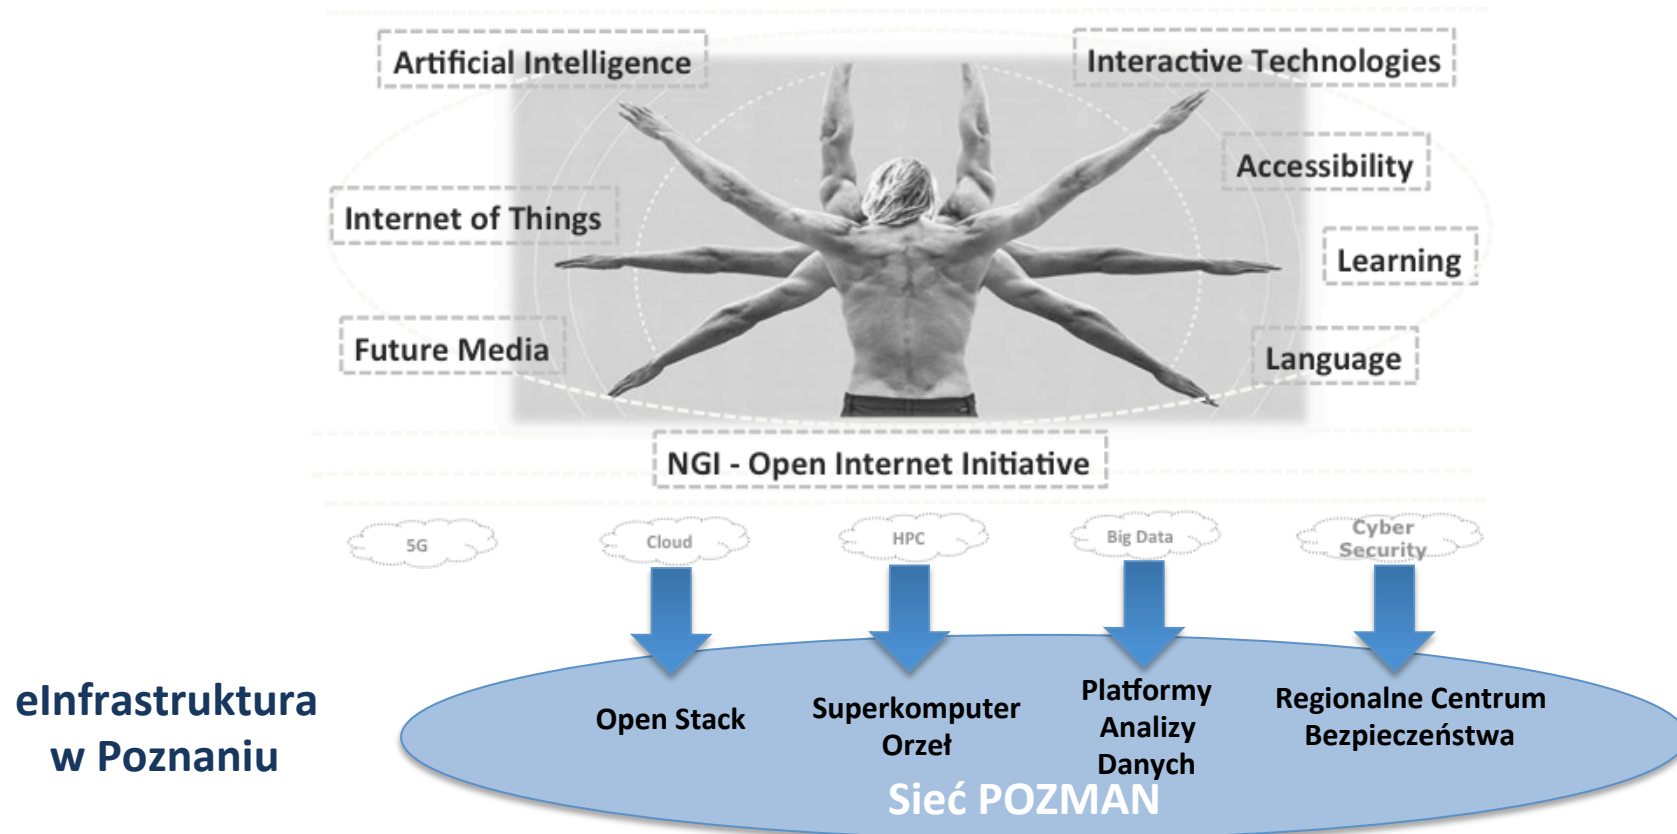 Artificial Intelligence
Interactive Technologies
Accessibility
Internet of Things
Learning
Future Media
Language
NGI - Open Internet Initiative
5G
Cloud
HPC
Big Data
Cyber
Security
eInfrastruktura
w Poznaniu
Open Stack
Superkomputer
Orzeł
Platformy
Analizy
Danych
Regionalne Centrum
Bezpieczeństwa
Sieć POZMAN